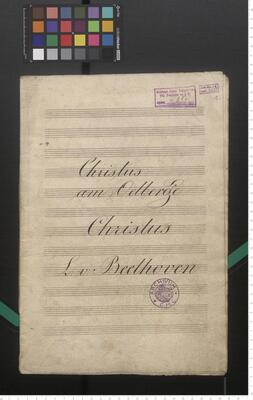 Christus
am Oelberge
Christus
L. v. Beethoven